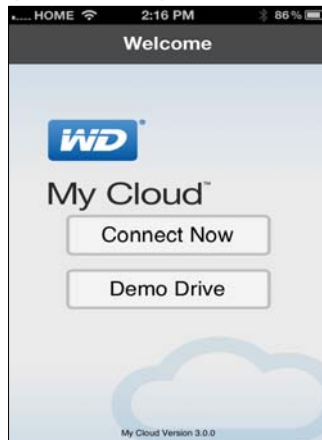 ..... HOME 2:16 PM 86%
Welcome
WD
My Cloud™
Connect Now
Demo Drive
My Cloud Version 3.0.0